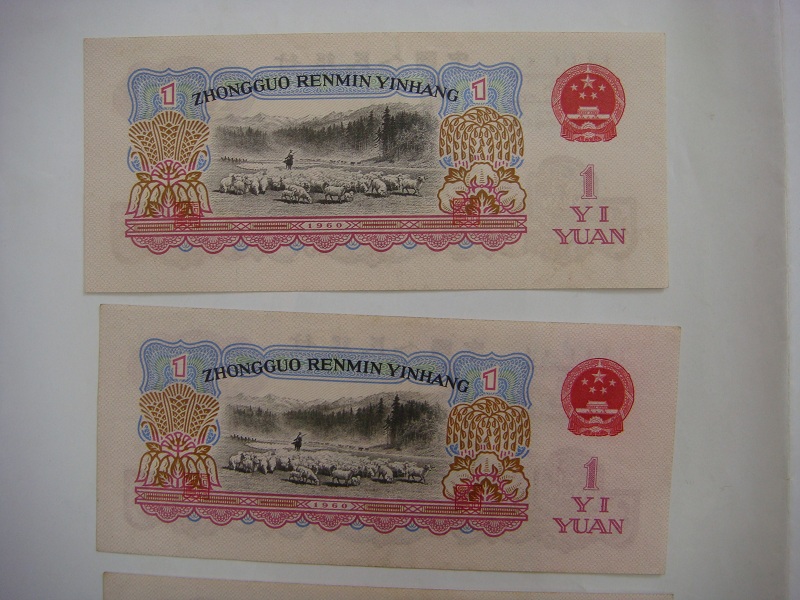 1 ZHONGGUO RENMIN YINHANG 1
1960
1
YI
YUAN
1 ZHONGGUO RENMIN YINHANG 1
1960
1
YI
YUAN